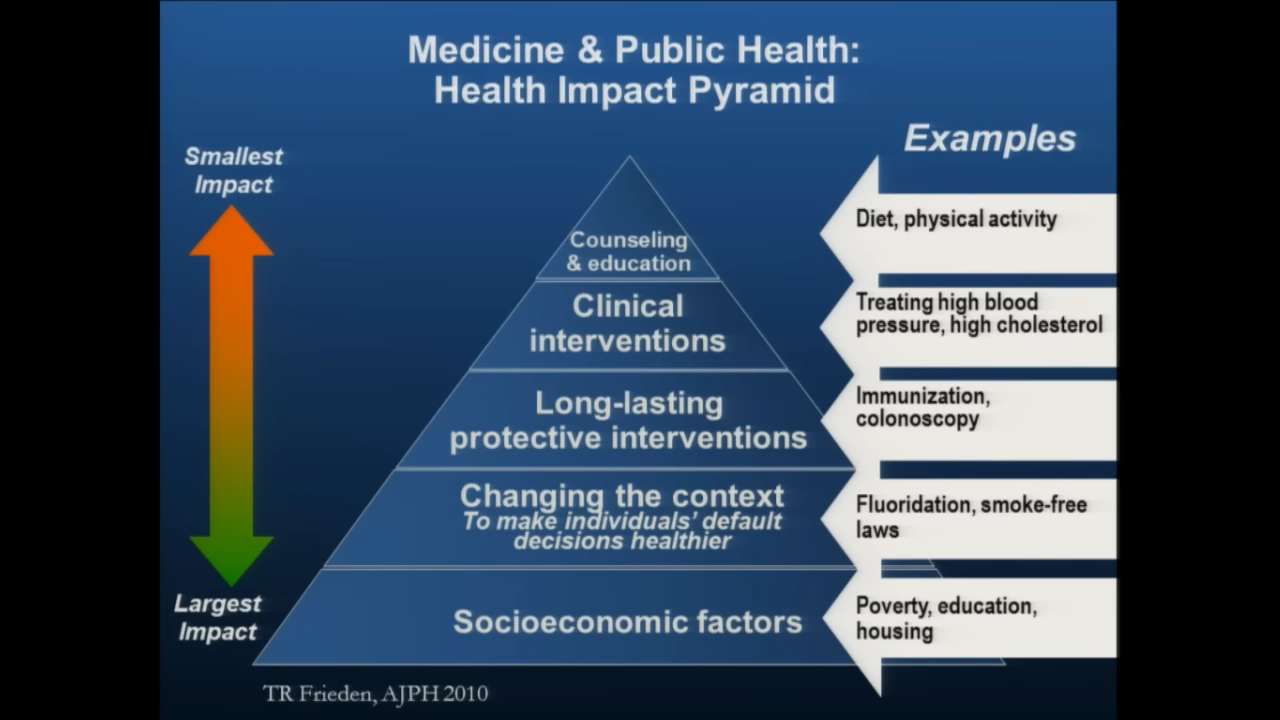 Medicine & Public Health:
Health Impact Pyramid
Examples
Smallest
Impact
Counseling
& education
Diet, physical activity
Clinical
interventions
Treating high blood
pressure, high cholesterol
Long-lasting
protective interventions
Immunization,
colonoscopy
Changing the context
To make individuals’ default
decisions healthier
Fluoridation, smoke-free
laws
Largest
Impact
Socioeconomic factors
Poverty, education,
housing
TR Frieden, AJPH 2010